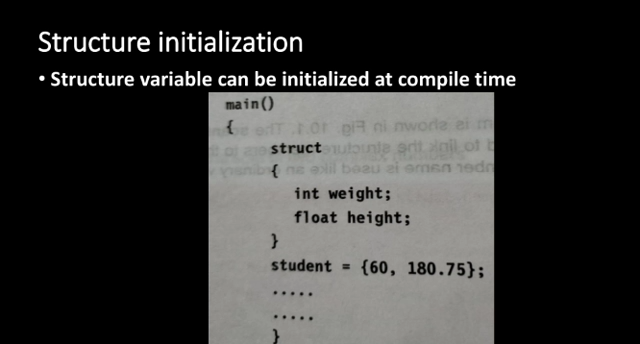 Structure initialization
• Structure variable can be initialized at compile time
main()
{
struct
{
int weight;
float height;
}
student = {60, 180.75};
.....
.....
}